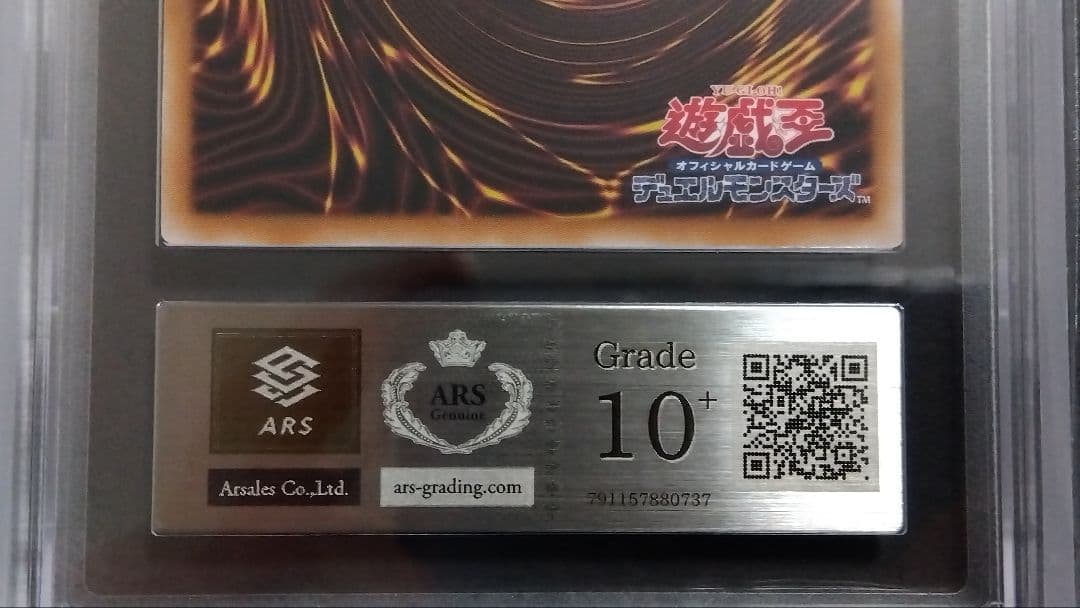 YU-GI-OH!
遊戯王
オフィシャルカードゲーム
デュエルモンスターズ™
ARS
Arsales Co.,Ltd.
ARS
Genuine
ars-grading.com
Grade
10+
791157880737